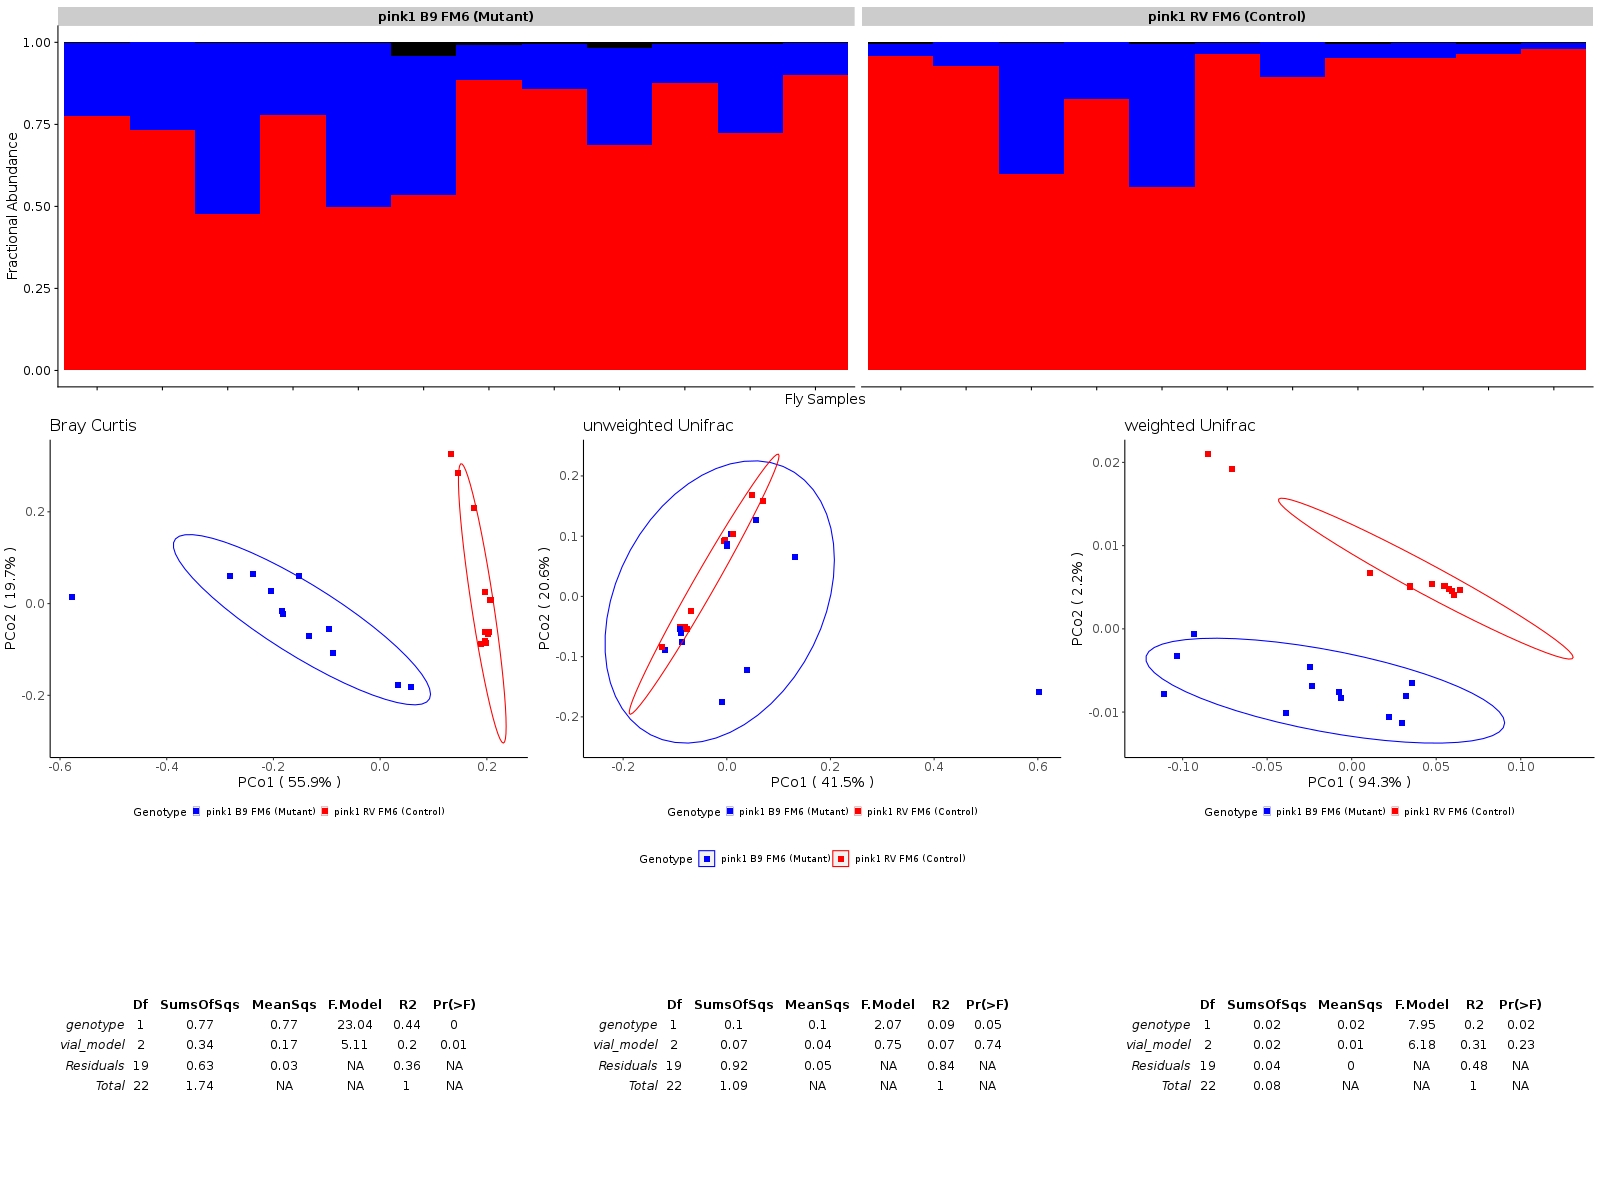 pink1 B9 FM6 (Mutant) pink1 RV FM6 (Control)
1.00
0.75
0.50
0.25
0.00
Fractional Abundance
Fly Samples
Bray Curtis
0.2
0.0
-0.2
PCo2 ( 19.7% )
-0.6 -0.4 -0.2 0.0 0.2
PCo1 ( 55.9% )
Genotype pink1 B9 FM6 (Mutant) pink1 RV FM6 (Control)
unweighted Unifrac
0.2
0.1
0.0
-0.1
-0.2
PCo2 ( 20.6% )
-0.2 0.0 0.2 0.4 0.6
PCo1 ( 41.5% )
Genotype pink1 B9 FM6 (Mutant) pink1 RV FM6 (Control)
weighted Unifrac
0.02
0.01
0.00
-0.01
PCo2 ( 2.2% )
-0.10 -0.05 0.00 0.05 0.10
PCo1 ( 94.3% )
Genotype pink1 B9 FM6 (Mutant) pink1 RV FM6 (Control)
Genotype pink1 B9 FM6 (Mutant) pink1 RV FM6 (Control)
Df SumsOfSqs MeanSqs F.Model R2 Pr(>F)
genotype 1 0.77 0.77 23.04 0.44 0
vial_model 2 0.34 0.17 5.11 0.2 0.01
Residuals 19 0.63 0.03 NA 0.36 NA
Total 22 1.74 NA NA 1 NA
Df SumsOfSqs MeanSqs F.Model R2 Pr(>F)
genotype 1 0.1 0.1 2.07 0.09 0.05
vial_model 2 0.07 0.04 0.75 0.07 0.74
Residuals 19 0.92 0.05 NA 0.84 NA
Total 22 1.09 NA NA 1 NA
Df SumsOfSqs MeanSqs F.Model R2 Pr(>F)
genotype 1 0.02 0.02 7.95 0.2 0.02
vial_model 2 0.02 0.01 6.18 0.31 0.23
Residuals 19 0.04 0 NA 0.48 NA
Total 22 0.08 NA NA 1 NA